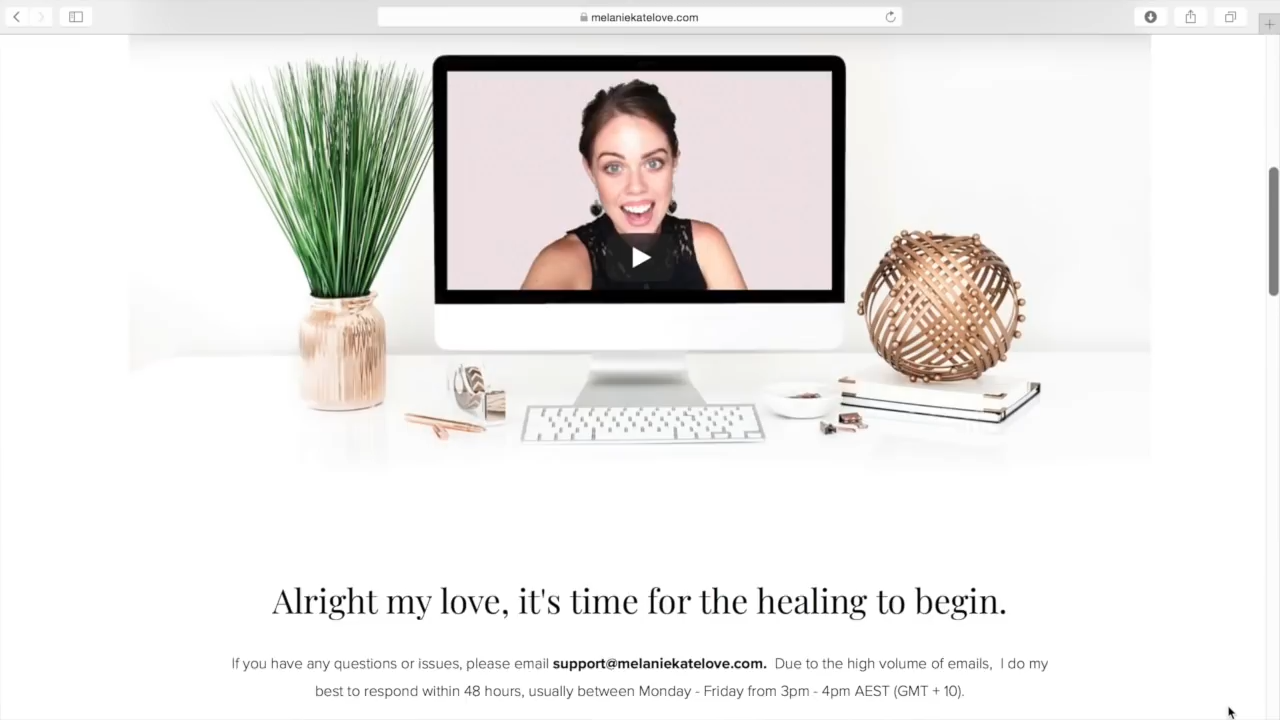 melaniekatelove.com
Alright my love, it's time for the healing to begin.
If you have any questions or issues, please email support@melaniekatelove.com. Due to the high volume of emails, I do my
best to respond within 48 hours, usually between Monday - Friday from 3pm - 4pm AEST (GMT + 10).